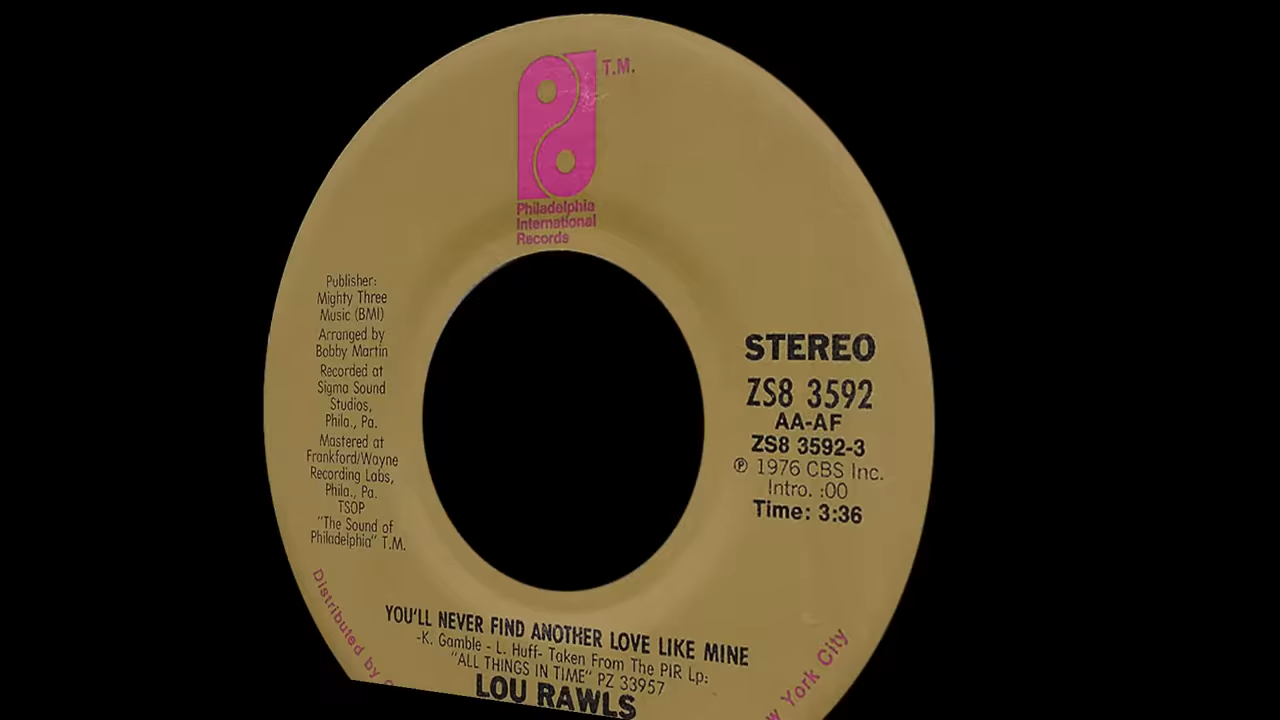 T.M.
Philadelphia
International
Records
Publisher:
Mighty Three
Music (BMI)
Arranged by
Bobby Martin
Recorded at
Sigma Sound
Studios,
Phila., Pa.
Mastered at
Frankford/Wayne
Recording Labs,
Phila., Pa.
TSOP
"The Sound of
Philadelphia" T.M.
STEREO
ZS8 3592
AA-AF
ZS8 3592-3
℗ 1976 CBS Inc.
Intro. :00
Time: 3:36
YOU'LL NEVER FIND ANOTHER LOVE LIKE MINE
-K. Gamble - L. Huff- Taken From The PIR Lp:
"ALL THINGS IN TIME" PZ 33957
LOU RAWLS
Distributed by
York City